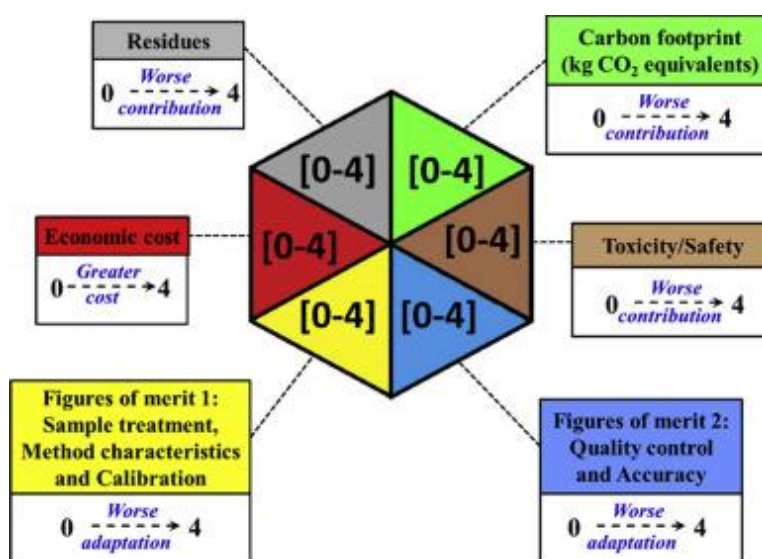 Residues
Worse
0 4
contribution
Carbon footprint
(kg CO2 equivalents)
Worse
0 4
contribution
[0-4]
[0-4]
Economic cost
Greater
0 4
cost
[0-4]
[0-4]
Toxicity/Safety
Worse
0 4
contribution
[0-4]
[0-4]
Figures of merit 1:
Sample treatment,
Method characteristics
and Calibration
Worse
0 4
adaptation
Figures of merit 2:
Quality control
and Accuracy
Worse
0 4
adaptation